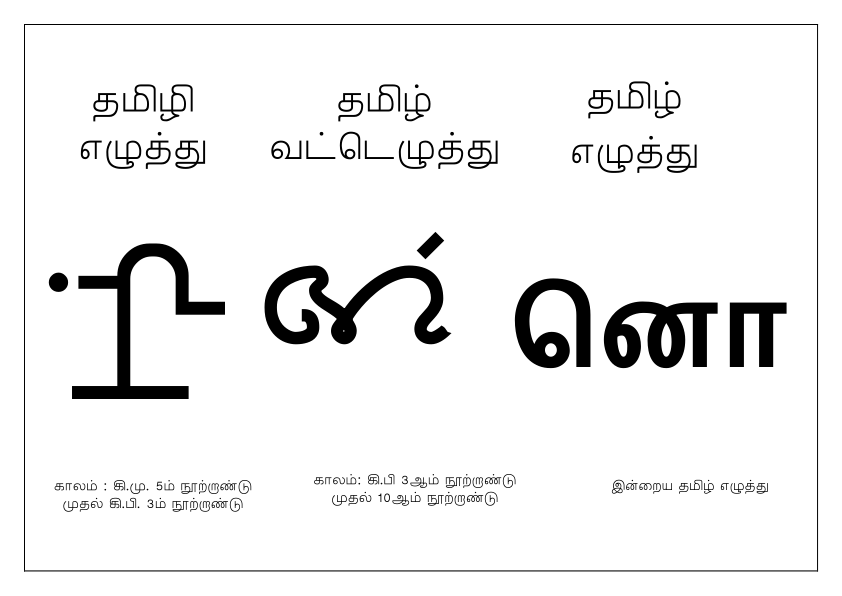 தமிழி
எழுத்து
தமிழ்
வட்டெழுத்து
தமிழ்
எழுத்து
னொ
காலம் : கி.மு. 5ம் நூற்றாண்டு
முதல் கி.பி. 3ம் நூற்றாண்டு
காலம்: கி.பி 3ஆம் நூற்றாண்டு
முதல் 10ஆம் நூற்றாண்டு
இன்றைய தமிழ் எழுத்து